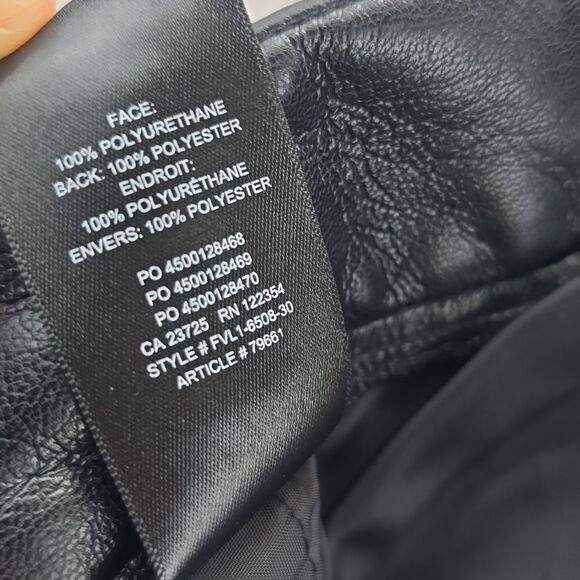 FACE:
100% POLYURETHANE
BACK: 100% POLYESTER
ENDROIT:
100% POLYURÉTHANE
ENVERS: 100% POLYESTER
PO 4500128468
PO 4500128469
PO 4500128470
CA 23725 RN 122354
STYLE # FVL1-6508-30
ARTICLE # 79661